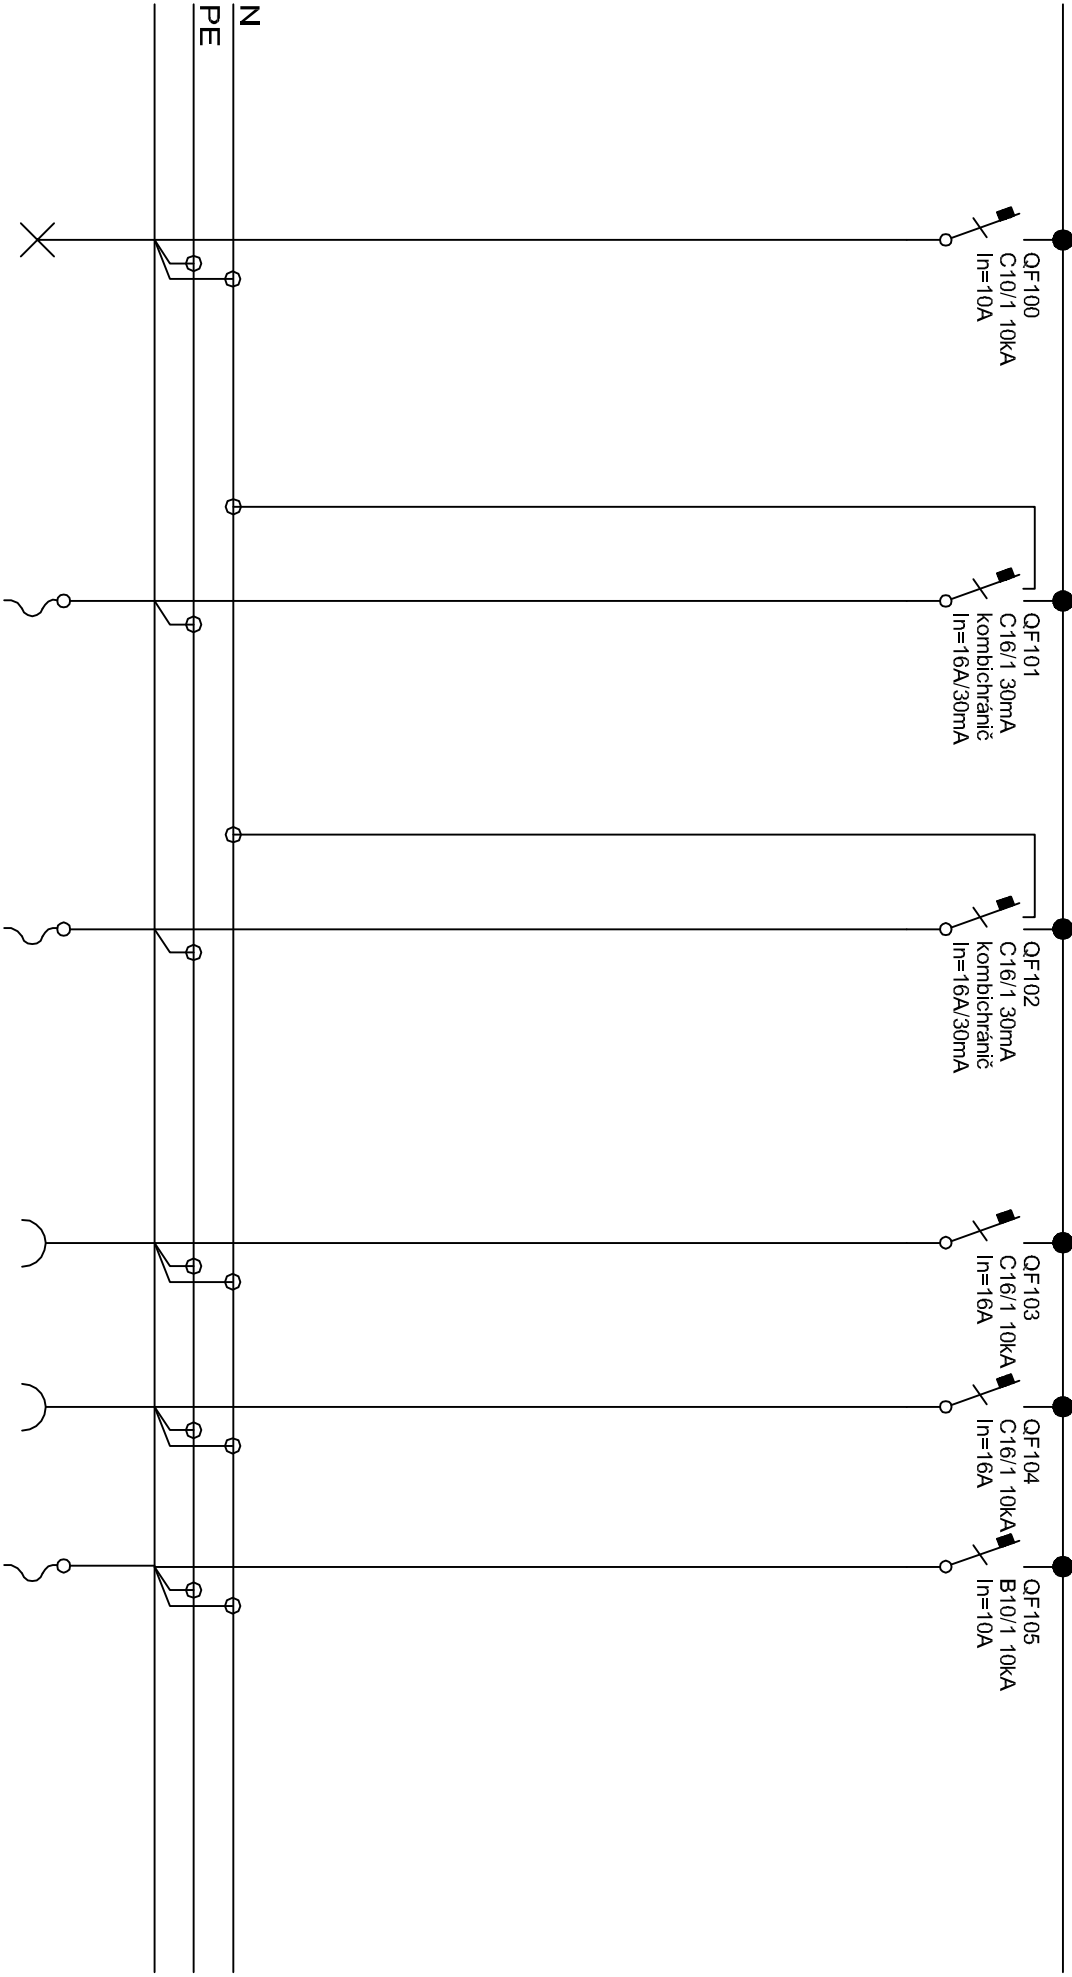 QF100
C10/1 10kA
In=10A
QF101
C16/1 30mA
kombichránič
In=16A/30mA
QF102
C16/1 30mA
kombichránič
In=16A/30mA
QF103
C16/1 10kA
In=16A
QF104
C16/1 10kA
In=16A
QF105
B10/1 10kA
In=10A
N
PE